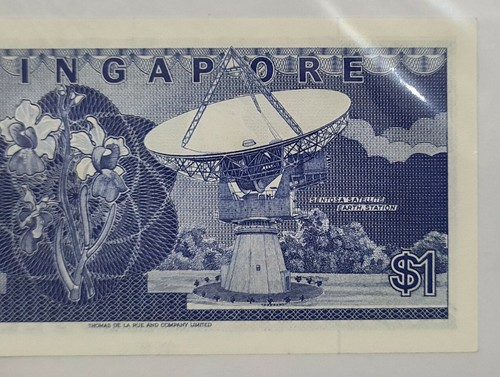 INGAPORE
SENTOSA SATELLITE
EARTH STATION
$1
THOMAS DE LA RUE AND COMPANY LIMITED